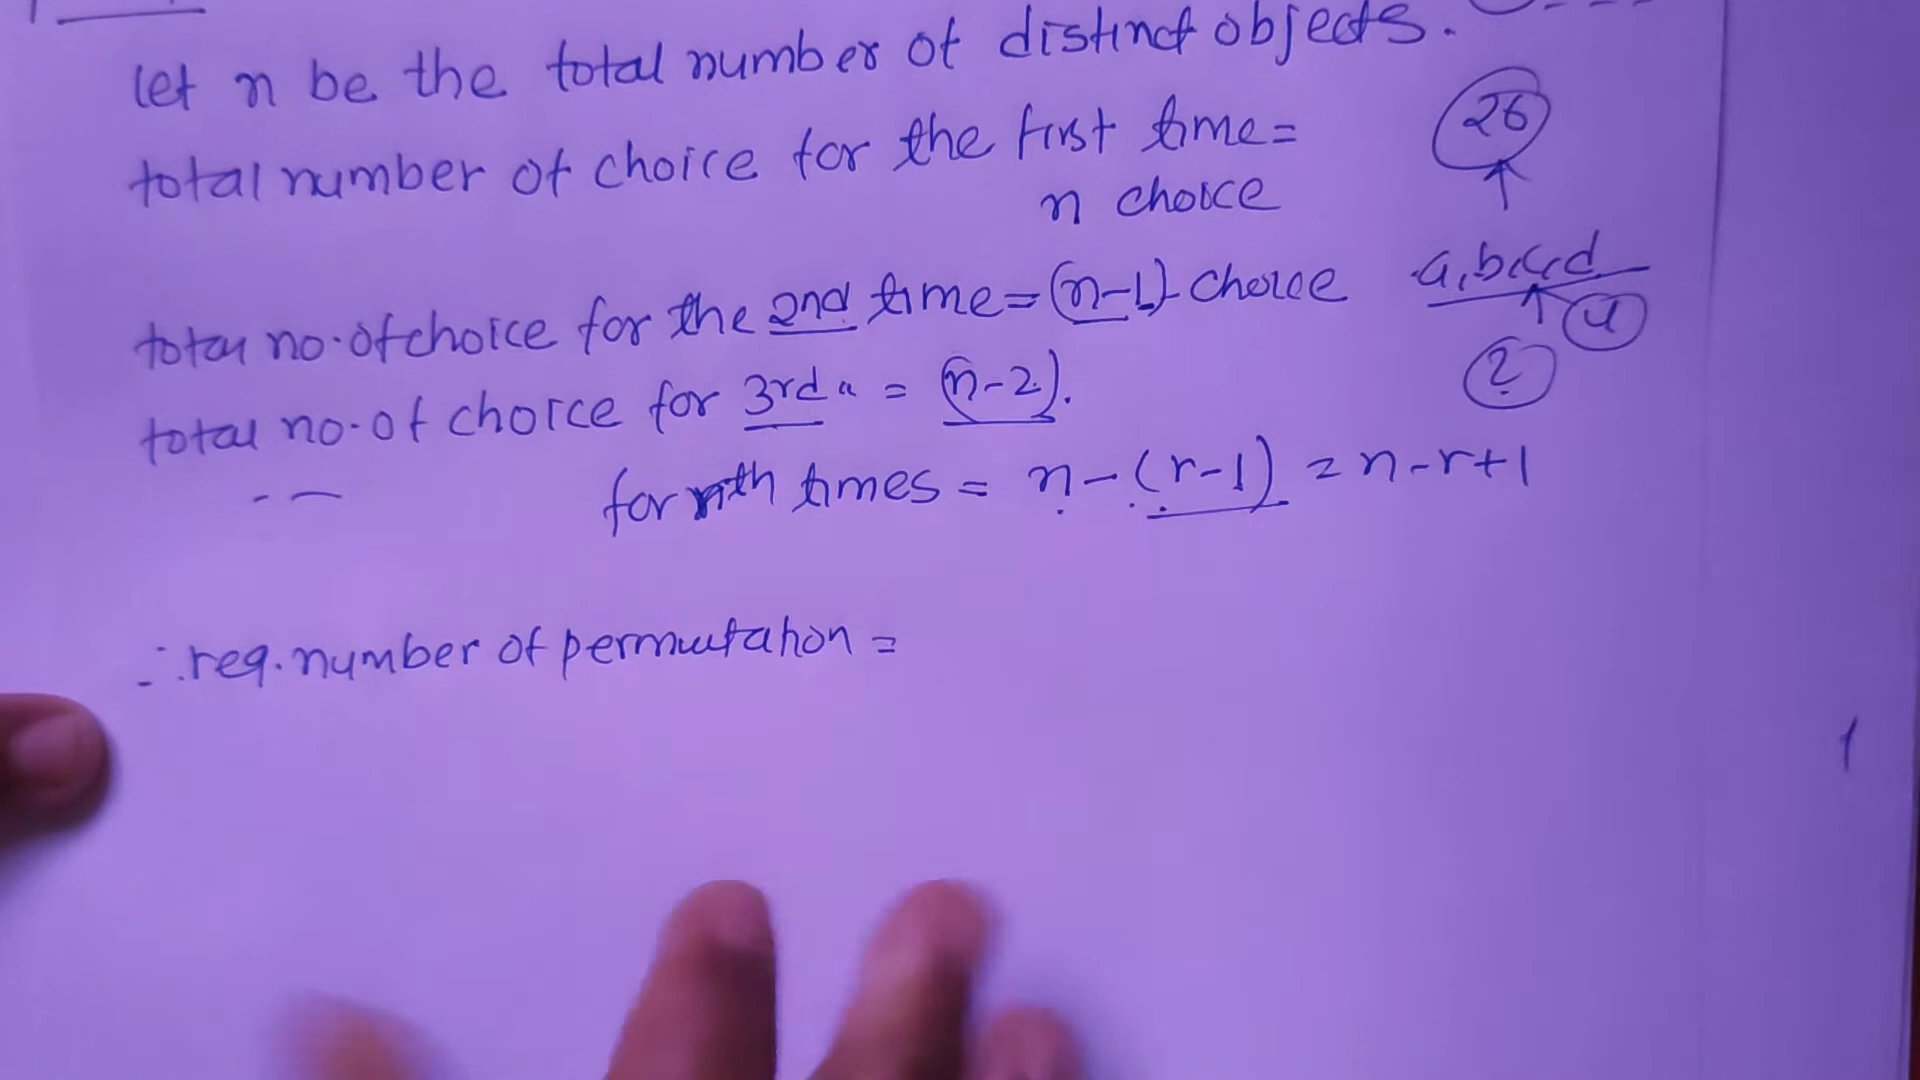 let n be the total number of distinct objects.
total number of choice for the first time =
n choice
26
total no. of choice for the 2nd time = (n-1) choice
a, b, c, d
4
?
total no. of choice for 3rd " = (n-2).
for rth times = n - (r-1) = n-r+1
∴ req. number of permutation =